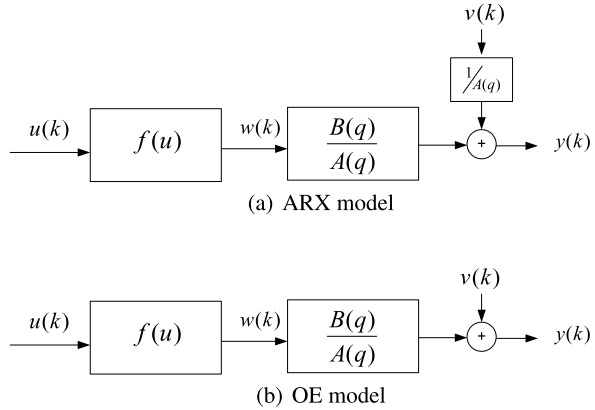 v(k)
1/A(q)
u(k) f(u) w(k) B(q)/A(q) + y(k)
(a) ARX model
v(k)
u(k) f(u) w(k) B(q)/A(q) + y(k)
(b) OE model